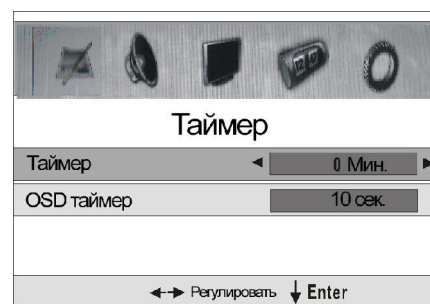 Таймер
Таймер 0 Мин.
OSD таймер 10 сек.
Регулировать Enter